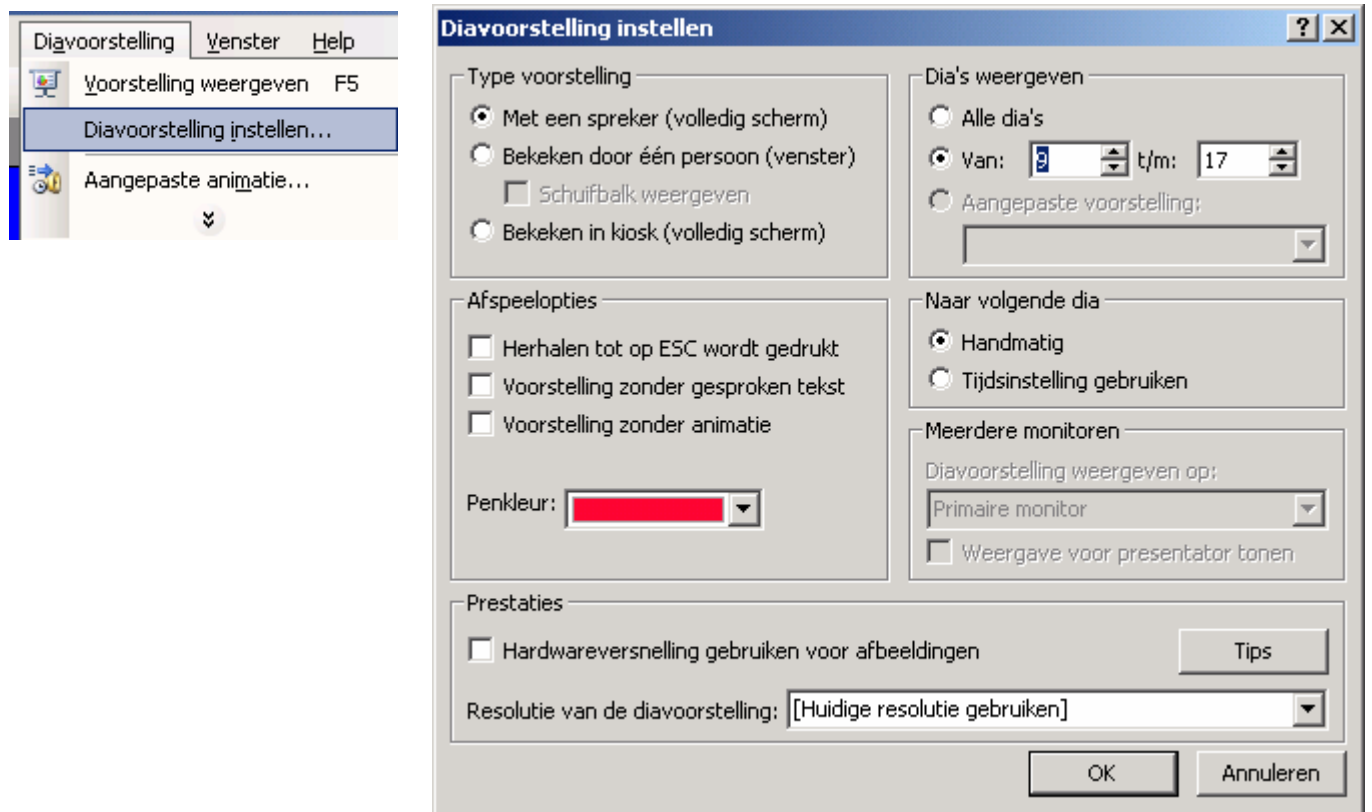 Diavoorstelling Venster Help
Voorstelling weergeven F5
Diavoorstelling instellen...
Aangepaste animatie...
Diavoorstelling instellen
Type voorstelling
Met een spreker (volledig scherm)
Bekeken door één persoon (venster)
Schuifbalk weergeven
Bekeken in kiosk (volledig scherm)
Dia's weergeven
Alle dia's
Van: 9 t/m: 17
Aangepaste voorstelling:
Afspeelopties
Herhalen tot op ESC wordt gedrukt
Voorstelling zonder gesproken tekst
Voorstelling zonder animatie
Penkleur:
Naar volgende dia
Handmatig
Tijdsinstelling gebruiken
Meerdere monitoren
Diavoorstelling weergeven op:
Primaire monitor
Weergave voor presentator tonen
Prestaties
Hardwareversnelling gebruiken voor afbeeldingen
Tips
Resolutie van de diavoorstelling: [Huidige resolutie gebruiken]
OK Annuleren